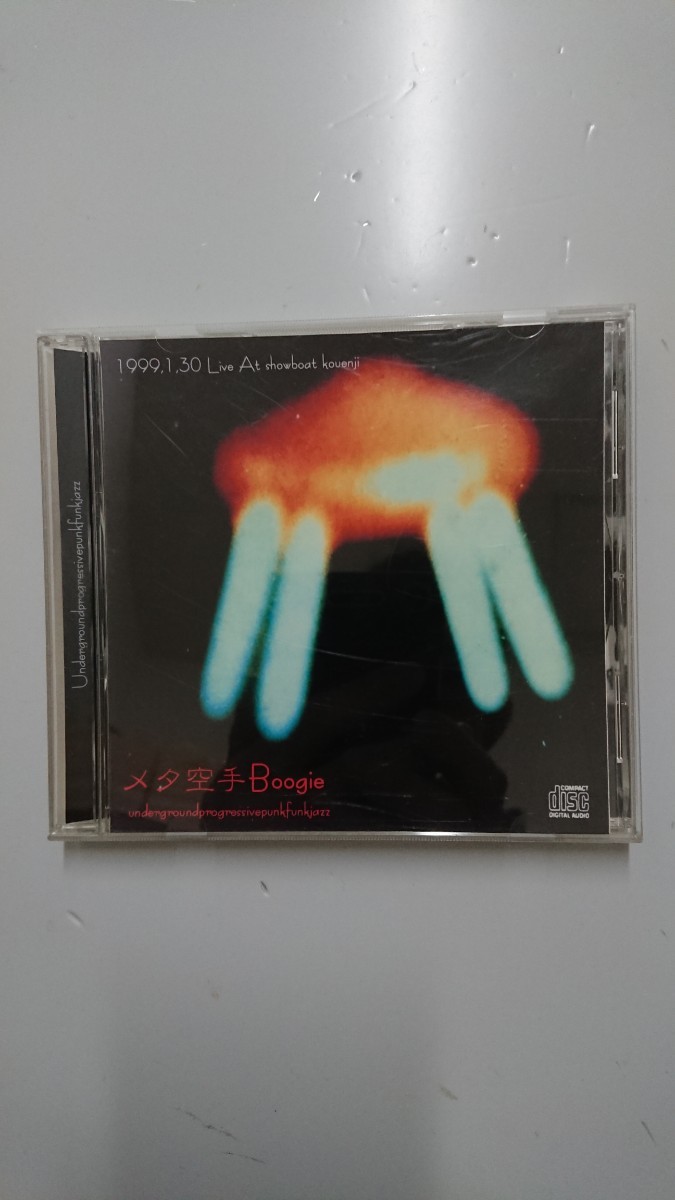 1999,1,30 Live At showboat kouenji
Undergroundprogressivepunkfunkjazz
メタ空手Boogie
undergroundprogressivepunkfunkjazz
COMPACT
disc
DIGITAL AUDIO